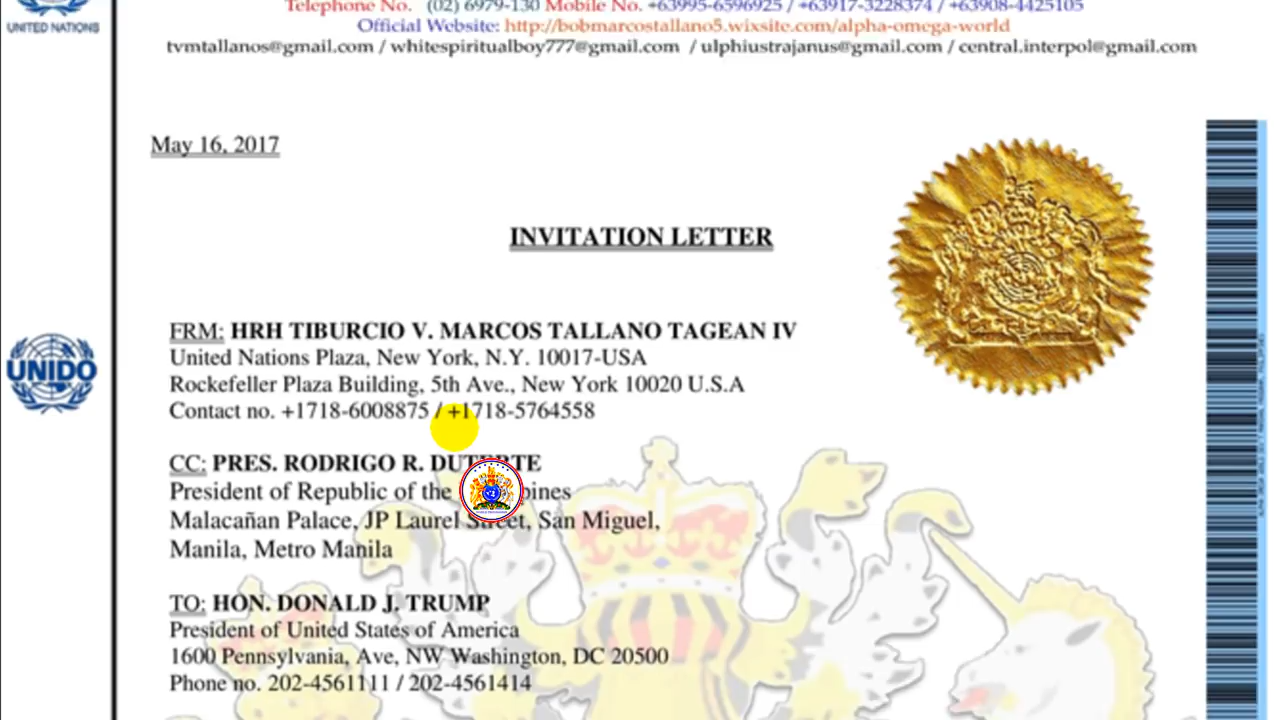 Telephone No. (02) 6979-130 Mobile No. +63995-6596925 / +63917-3228374 / +63908-4425105
UNITED NATIONS
Official Website: http://bobmarcostallano5.wixsite.com/alpha-omega-world
tvmtallanos@gmail.com / whitespiritualboy777@gmail.com / ulphiustrajanus@gmail.com / central.interpol@gmail.com
May 16, 2017
INVITATION LETTER
FRM: HRH TIBURCIO V. MARCOS TALLANO TAGEAN IV
United Nations Plaza, New York, N.Y. 10017-USA
UNIDO
Rockefeller Plaza Building, 5th Ave., New York 10020 U.S.A
Contact no. +1718-6008875 / +1718-5764558
CC: PRES. RODRIGO R. DUTERTE
President of Republic of the pines
Malacañan Palace, JP Laurel Street, San Miguel,
Manila, Metro Manila
TO: HON. DONALD J. TRUMP
President of United States of America
1600 Pennsylvania, Ave, NW Washington, DC 20500
Phone no. 202-4561111 / 202-4561414